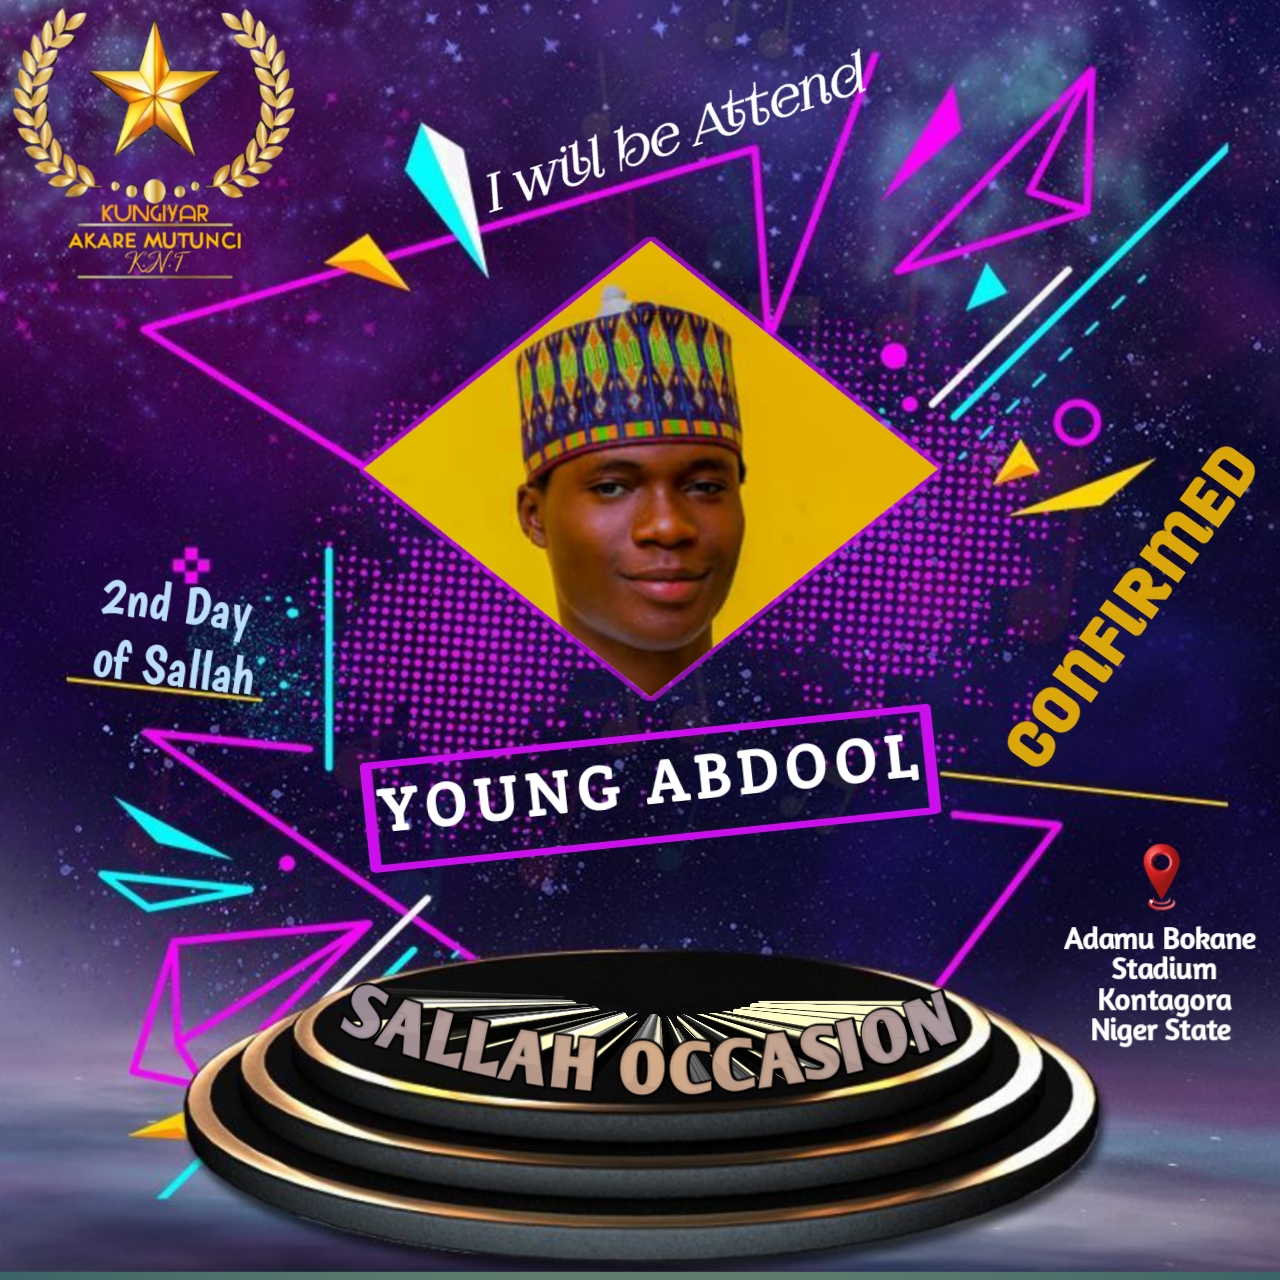 KUNGIYAR
AKARE MUTUNCI
K.N.T
I will be Attend
2nd Day
of Sallah
CONFIRMED
YOUNG ABDOOL
Adamu Bokane
Stadium
Kontagora
Niger State
SALLAH OCCASION